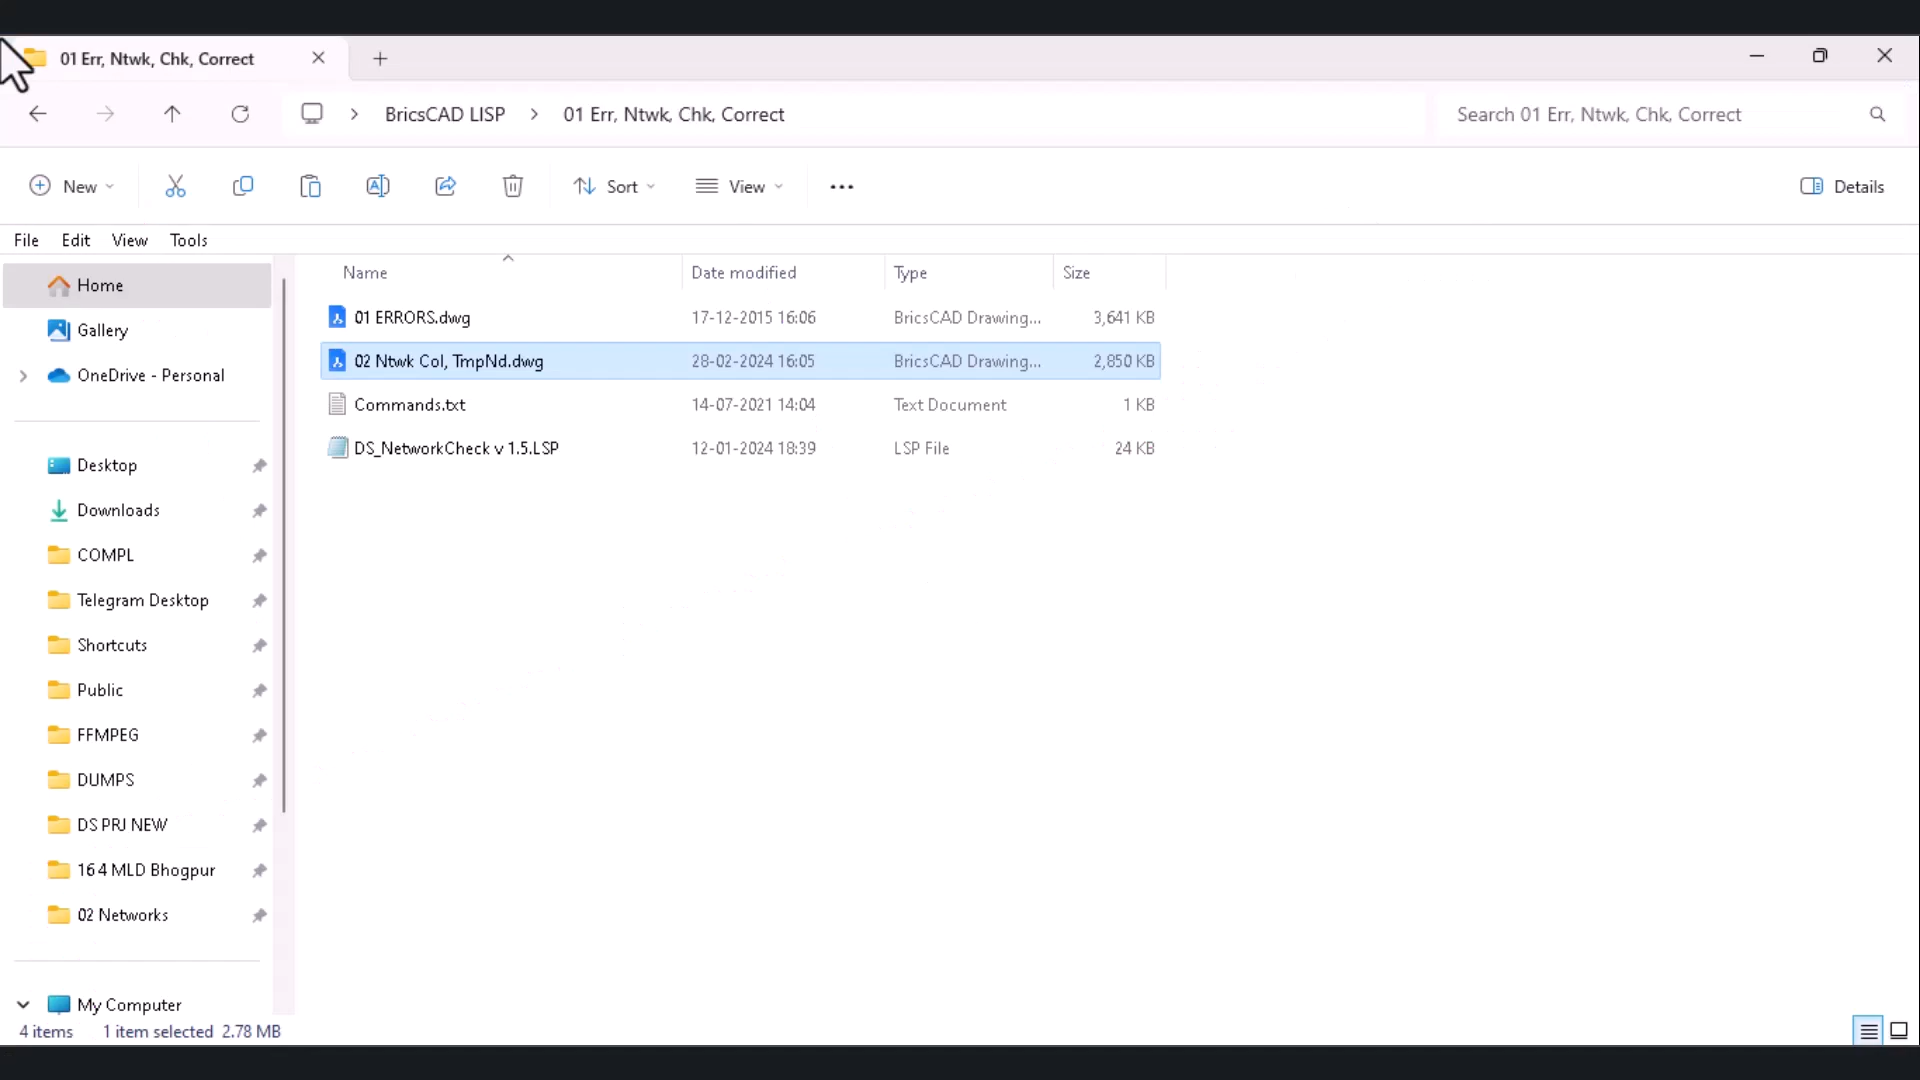 01 Err, Ntwk, Chk, Correct
BricsCAD LISP > 01 Err, Ntwk, Chk, Correct
Search 01 Err, Ntwk, Chk, Correct
New
Sort
View
Details
File Edit View Tools
Home
Gallery
OneDrive - Personal
Desktop
Downloads
COMPL
Telegram Desktop
Shortcuts
Public
FFMPEG
DUMPS
DS PRJ NEW
164 MLD Bhogpur
02 Networks
My Computer
Name Date modified Type Size
01 ERRORS.dwg 17-12-2015 16:06 BricsCAD Drawing... 3,641 KB
02 Ntwk Col, TmpNd.dwg 28-02-2024 16:05 BricsCAD Drawing... 2,850 KB
Commands.txt 14-07-2021 14:04 Text Document 1 KB
DS_NetworkCheck v 1.5.LSP 12-01-2024 18:39 LSP File 24 KB
4 items 1 item selected 2.78 MB